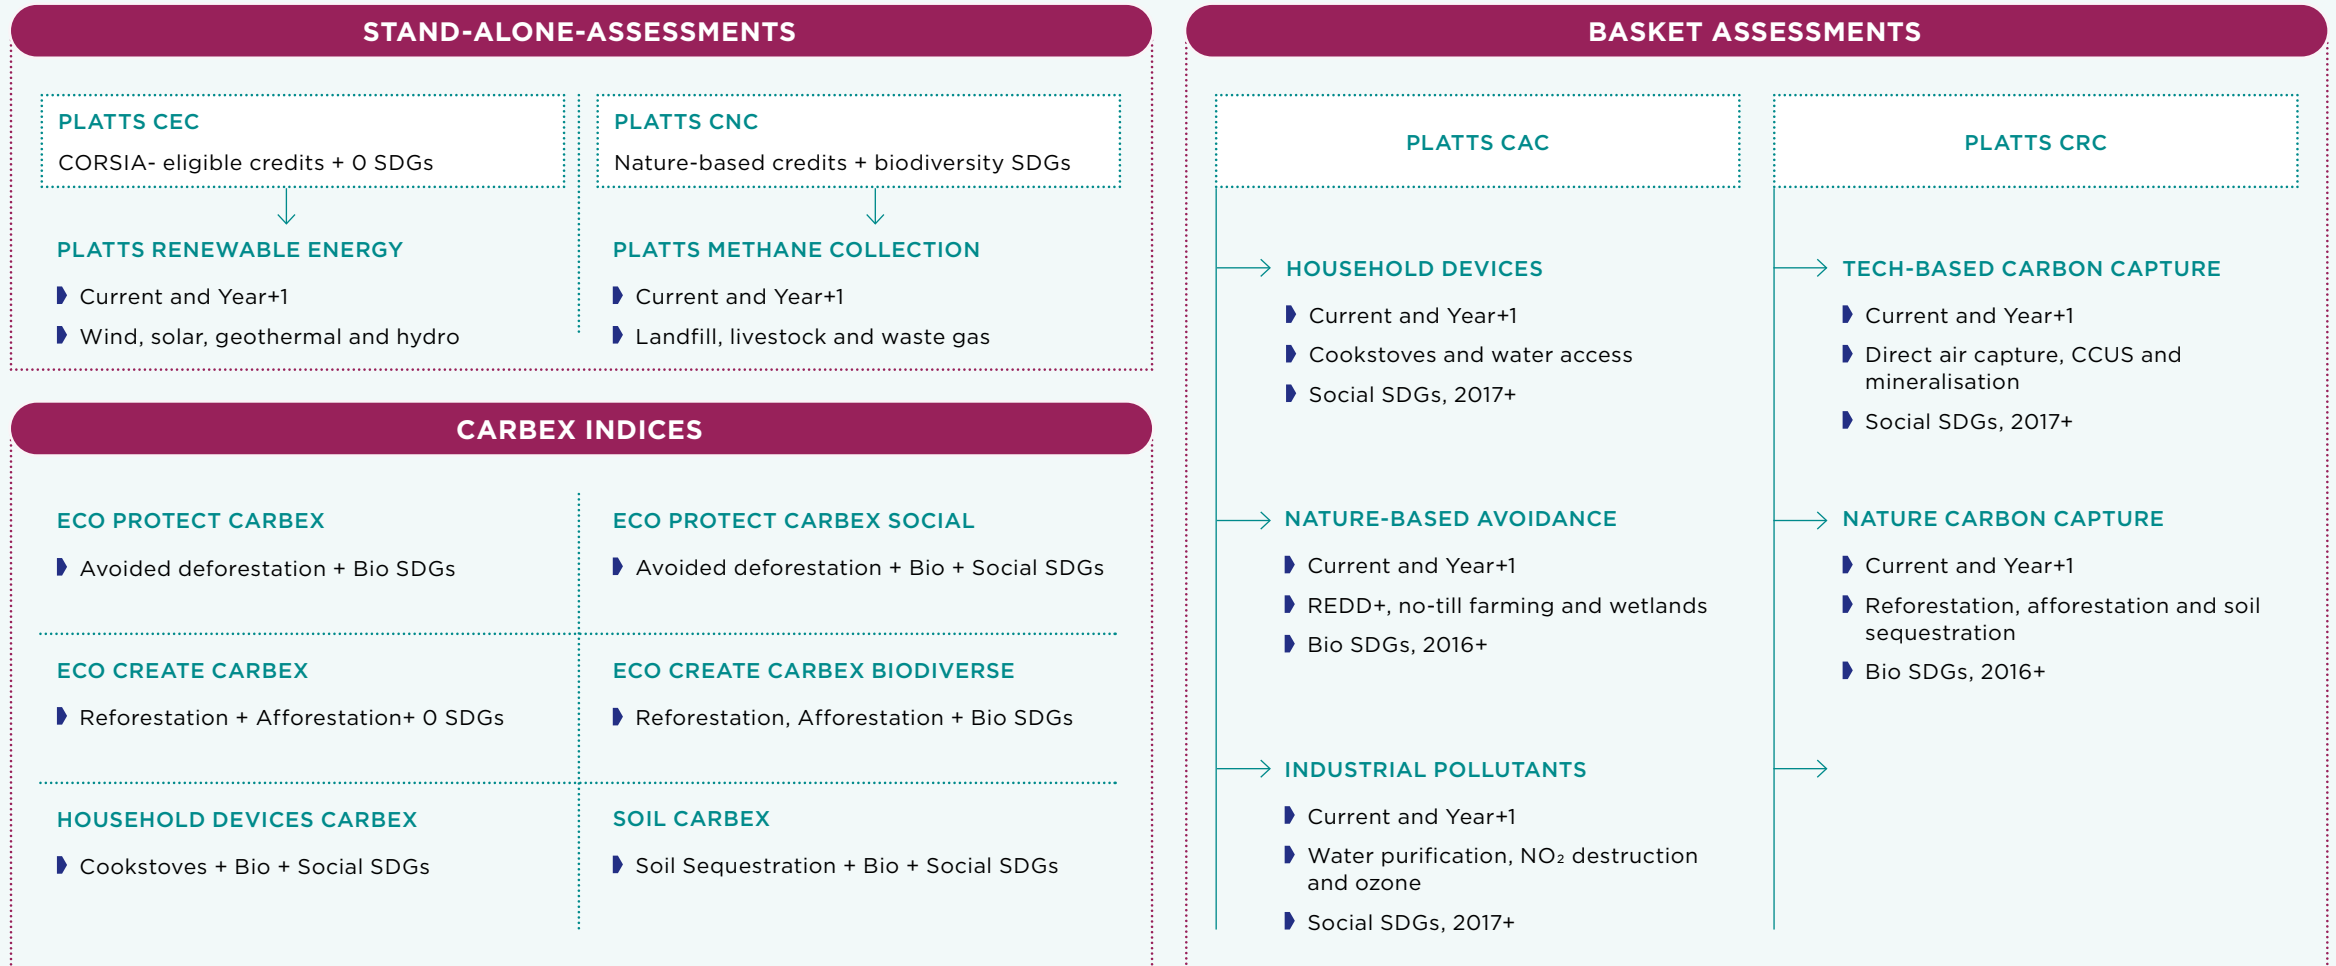 STAND-ALONE-ASSESSMENTS
PLATTS CEC
CORSIA- eligible credits + 0 SDGs
PLATTS RENEWABLE ENERGY
Current and Year+1
Wind, solar, geothermal and hydro
PLATTS CNC
Nature-based credits + biodiversity SDGs
PLATTS METHANE COLLECTION
Current and Year+1
Landfill, livestock and waste gas
CARBEX INDICES
ECO PROTECT CARBEX
Avoided deforestation + Bio SDGs
ECO PROTECT CARBEX SOCIAL
Avoided deforestation + Bio + Social SDGs
ECO CREATE CARBEX
Reforestation + Afforestation+ 0 SDGs
ECO CREATE CARBEX BIODIVERSE
Reforestation, Afforestation + Bio SDGs
HOUSEHOLD DEVICES CARBEX
Cookstoves + Bio + Social SDGs
SOIL CARBEX
Soil Sequestration + Bio + Social SDGs
BASKET ASSESSMENTS
PLATTS CAC
HOUSEHOLD DEVICES
Current and Year+1
Cookstoves and water access
Social SDGs, 2017+
NATURE-BASED AVOIDANCE
Current and Year+1
REDD+, no-till farming and wetlands
Bio SDGs, 2016+
INDUSTRIAL POLLUTANTS
Current and Year+1
Water purification, NO₂ destruction
and ozone
Social SDGs, 2017+
PLATTS CRC
TECH-BASED CARBON CAPTURE
Current and Year+1
Direct air capture, CCUS and
mineralisation
Social SDGs, 2017+
NATURE CARBON CAPTURE
Current and Year+1
Reforestation, afforestation and soil
sequestration
Bio SDGs, 2016+